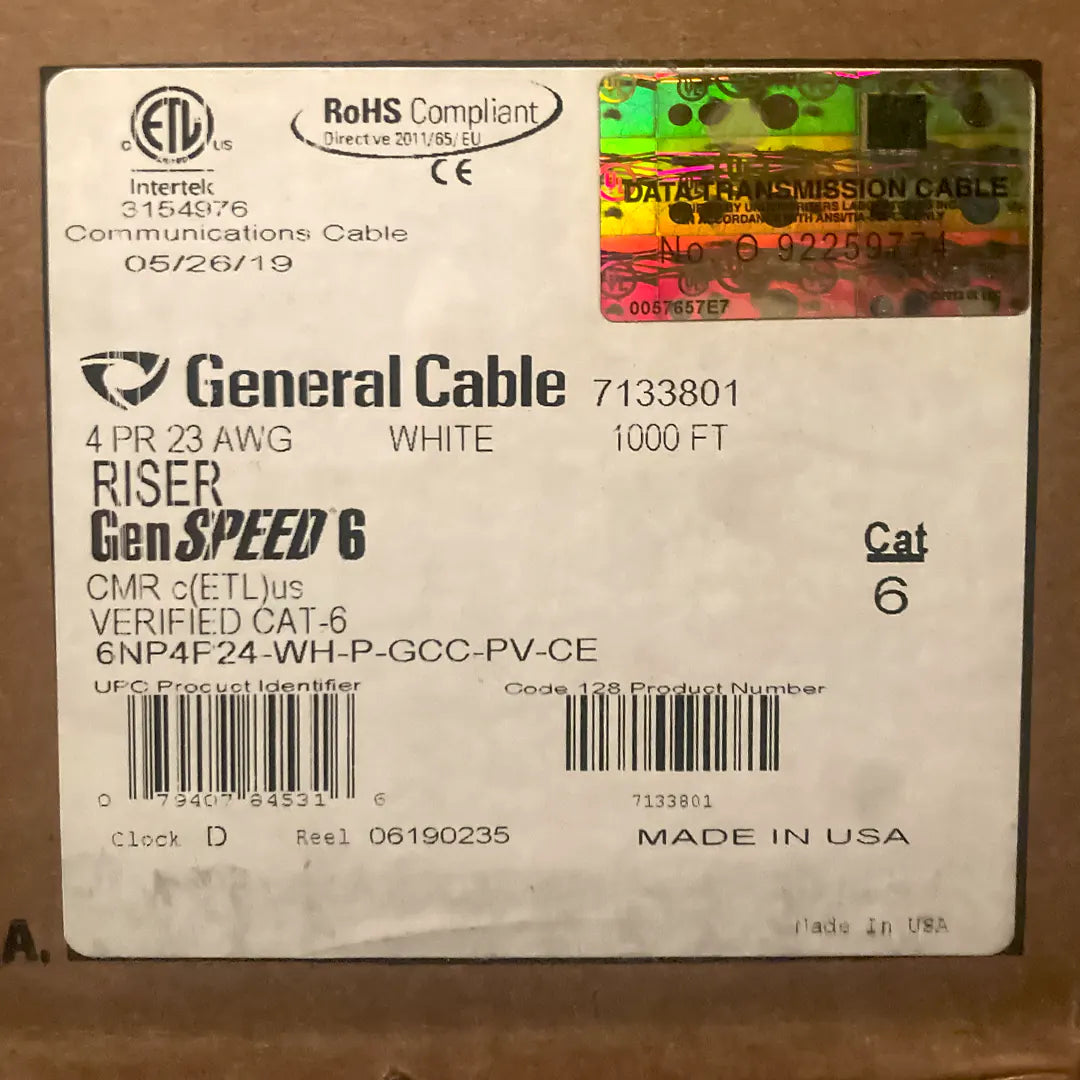 ETL
C US
Intertek
3154976
Communications Cable
05/26/19
RoHS Compliant
Directive 2011/65/EU
CE
DATA TRANSMISSION CABLE
No O 92259774
0057657E7
General Cable 7133801
4 PR 23 AWG WHITE 1000 FT
RISER
GenSPEED 6
Cat
6
CMR c(ETL)us
VERIFIED CAT-6
6NP4P24-WH-P-GCC-PV-CE
UPC Product Identifier Code 128 Product Number
0 79407 84531 6 7133801
Clock D Reel 06190235 MADE IN USA
Made In USA
A.